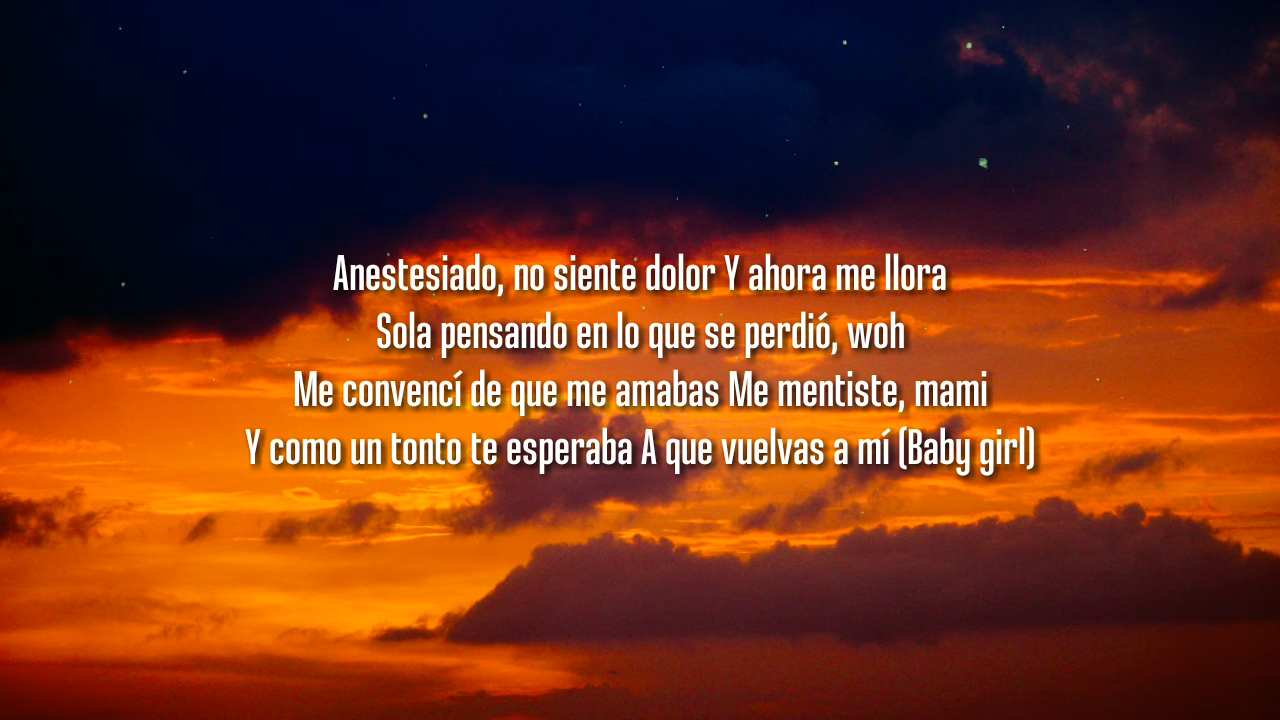 Anestesiado, no siente dolor Y ahora me llora
Sola pensando en lo que se perdió, woh
Me convencí de que me amabas Me mentiste, mami
Y como un tonto te esperaba A que vuelvas a mí (Baby girl)